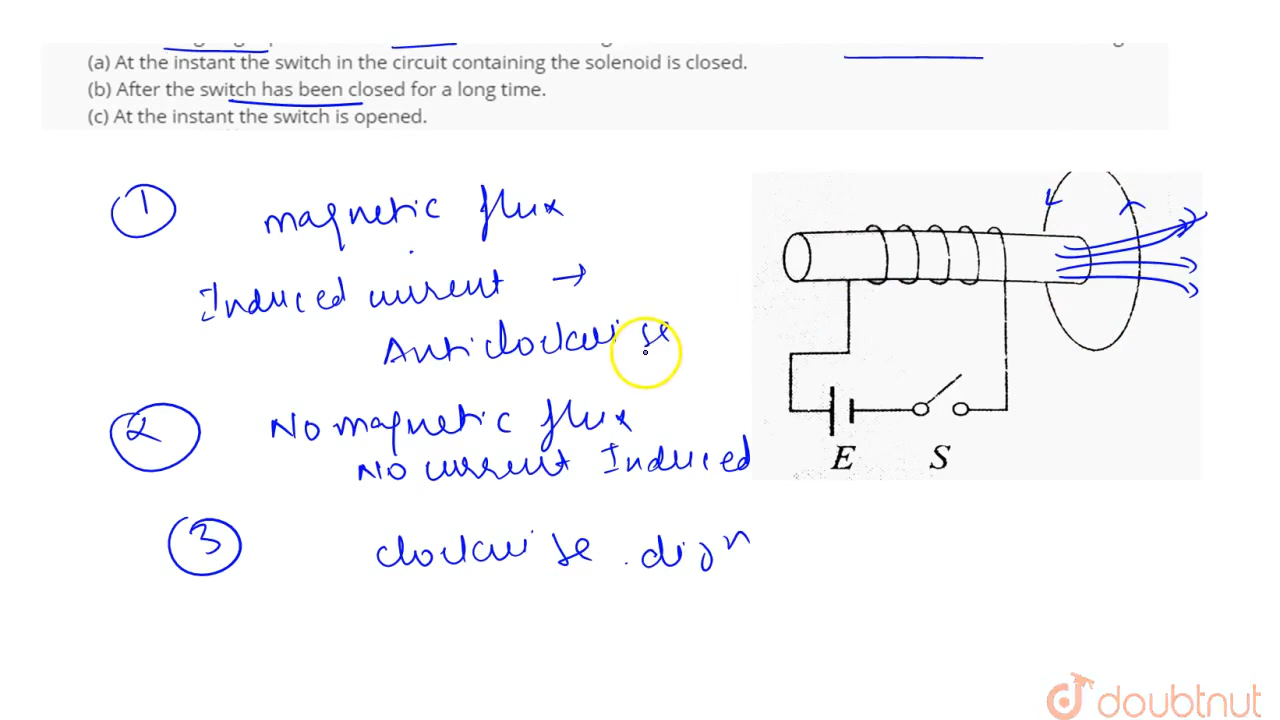 (a) At the instant the switch in the circuit containing the solenoid is closed.
(b) After the switch has been closed for a long time.
(c) At the instant the switch is opened.
1 magnetic flux
Induced current →
Anticlockwise
2 No magnetic flux
No current Induced
3 clockwise dirn
E S
doubtnut